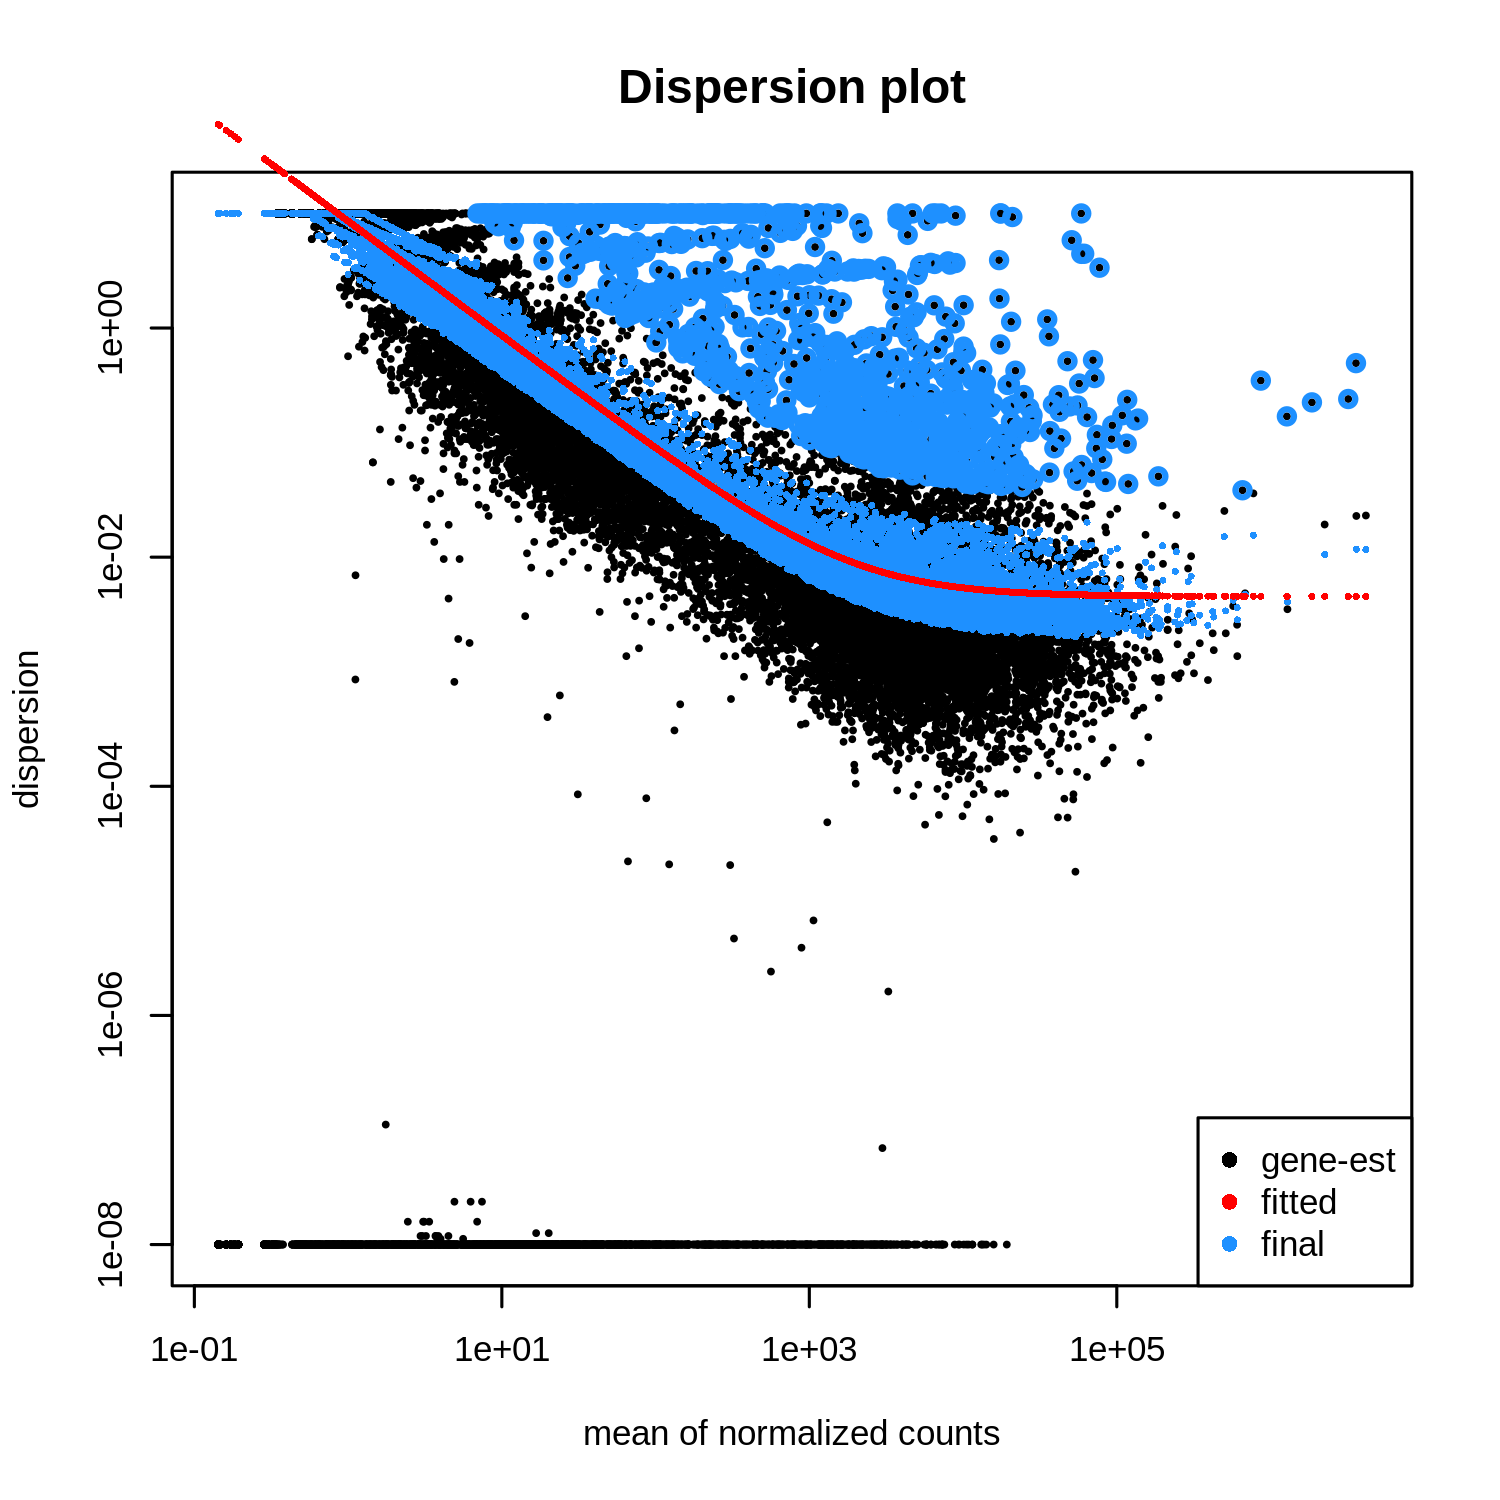 Dispersion plot
dispersion
1e+00
1e-02
1e-04
1e-06
1e-08
gene-est
fitted
final
1e-01
1e+01
1e+03
1e+05
mean of normalized counts